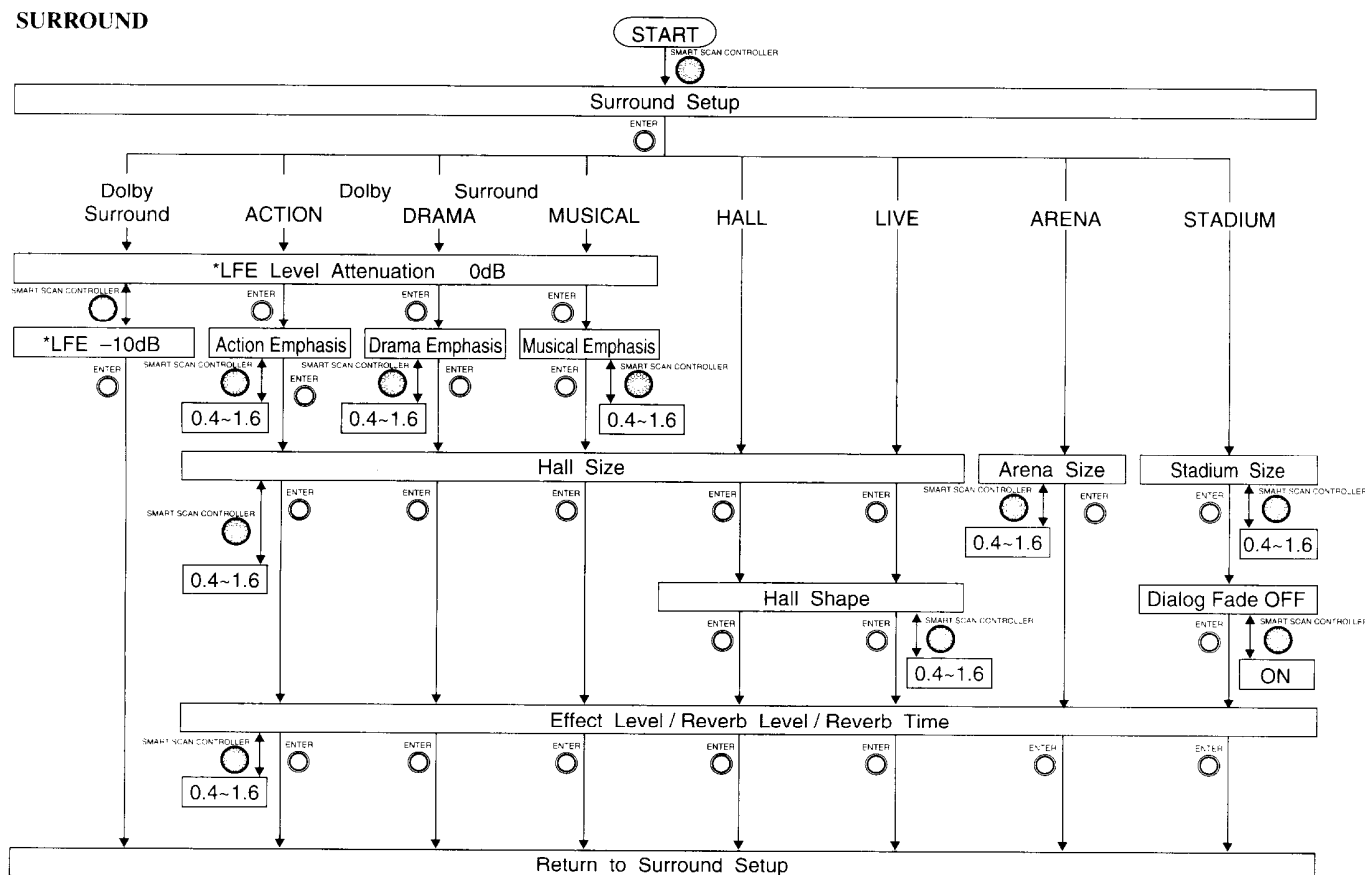 SURROUND
START
SMART SCAN CONTROLLER
Surround Setup
ENTER
Dolby Surround
Dolby Surround
ACTION DRAMA MUSICAL HALL LIVE ARENA STADIUM
*LFE Level Attenuation 0dB
SMART SCAN CONTROLLER ENTER ENTER ENTER
*LFE –10dB Action Emphasis Drama Emphasis Musical Emphasis
ENTER SMART SCAN CONTROLLER ENTER SMART SCAN CONTROLLER ENTER ENTER SMART SCAN CONTROLLER
0.4~1.6 0.4~1.6 0.4~1.6
Hall Size Arena Size Stadium Size
SMART SCAN CONTROLLER ENTER ENTER ENTER ENTER ENTER SMART SCAN CONTROLLER ENTER ENTER SMART SCAN CONTROLLER
0.4~1.6 0.4~1.6
0.4~1.6
Hall Shape Dialog Fade OFF
ENTER ENTER SMART SCAN CONTROLLER ENTER SMART SCAN CONTROLLER
0.4~1.6 ON
Effect Level / Reverb Level / Reverb Time
SMART SCAN CONTROLLER ENTER ENTER ENTER ENTER ENTER ENTER ENTER
0.4~1.6
Return to Surround Setup